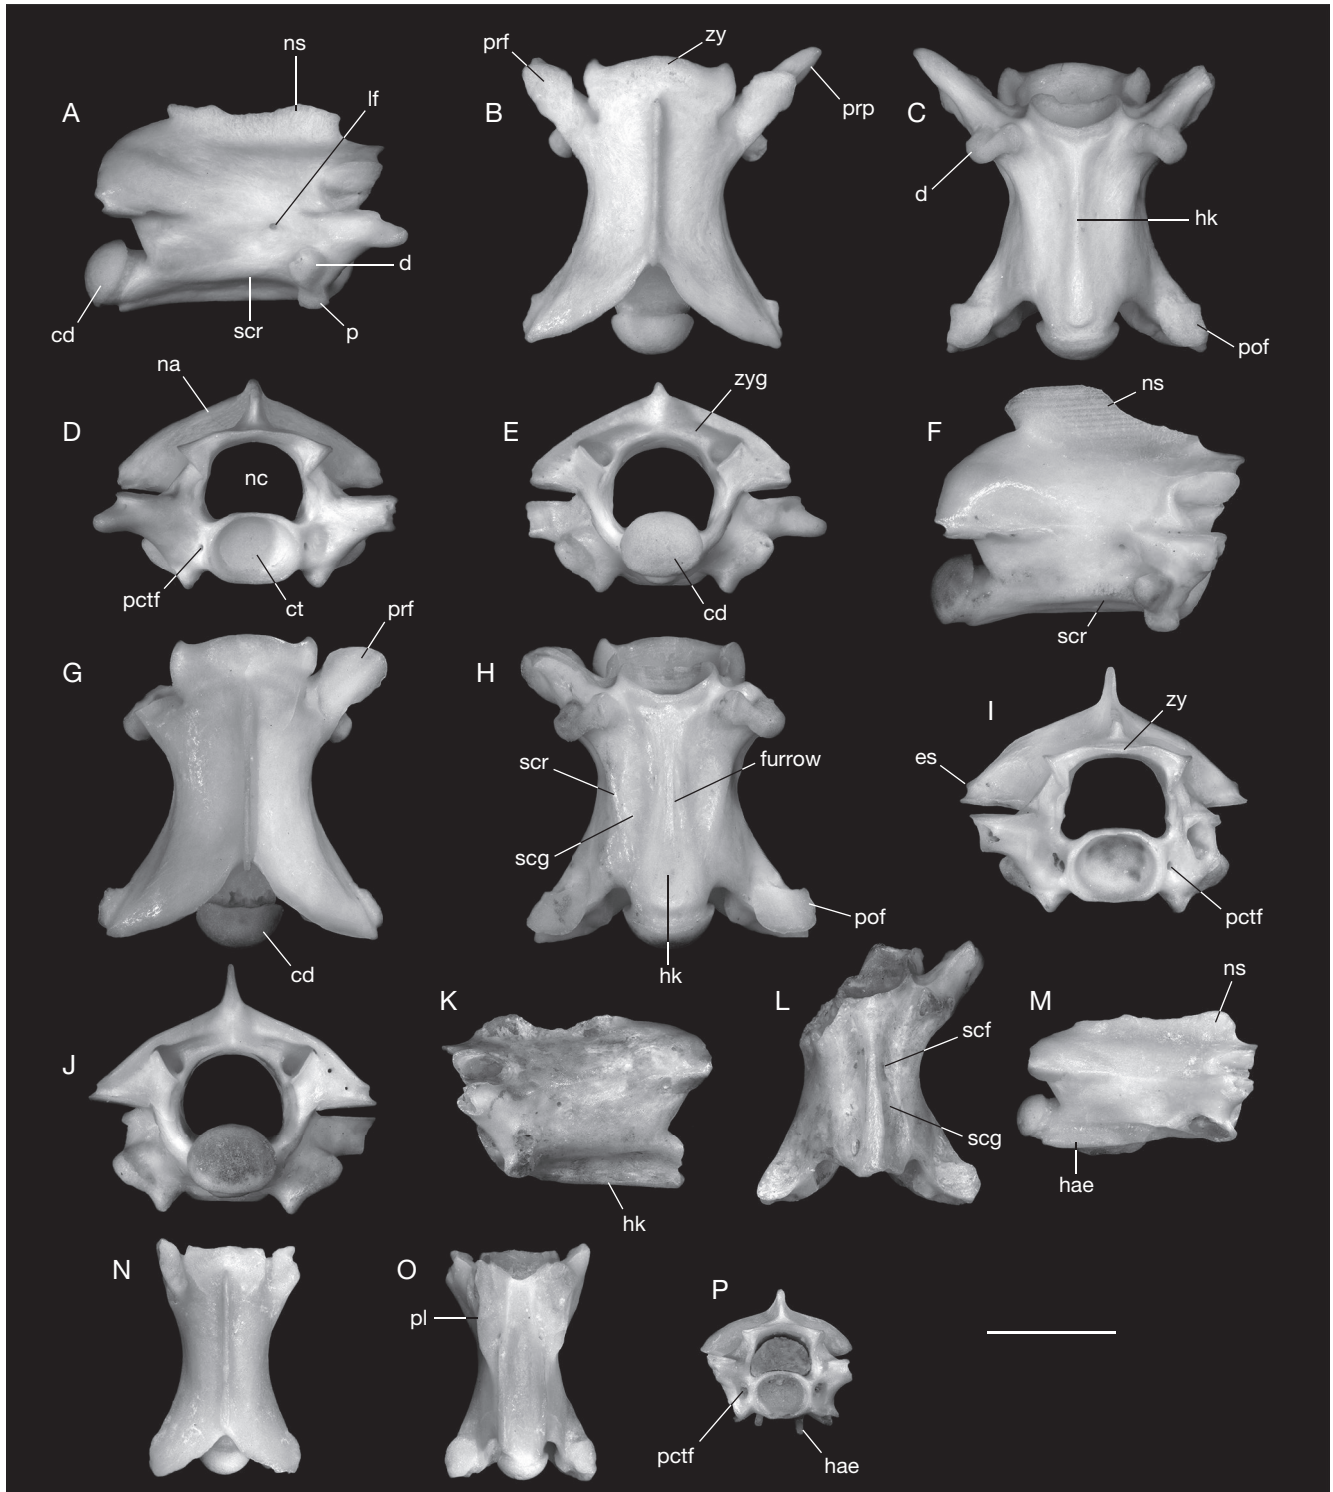 A
ns
lf
d
p
scr
cd
B
prf
zy
prp
C
d
hk
pof
D
na
nc
pctf
ct
E
zyg
cd
F
ns
scr
G
prf
cd
H
scr
furrow
scg
pof
hk
I
zy
es
pctf
J
K
hk
L
scf
scg
M
ns
hae
N
O
pl
P
pctf
hae